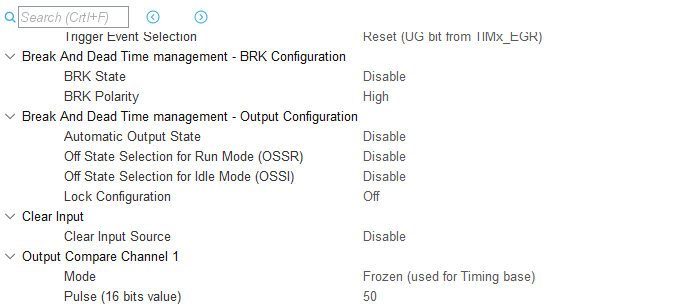 Search (Crtl+F)
Trigger Event Selection Reset (UG bit from TIMx_EGR)
Break And Dead Time management - BRK Configuration
BRK State Disable
BRK Polarity High
Break And Dead Time management - Output Configuration
Automatic Output State Disable
Off State Selection for Run Mode (OSSR) Disable
Off State Selection for Idle Mode (OSSI) Disable
Lock Configuration Off
Clear Input
Clear Input Source Disable
Output Compare Channel 1
Mode Frozen (used for Timing base)
Pulse (16 bits value) 50